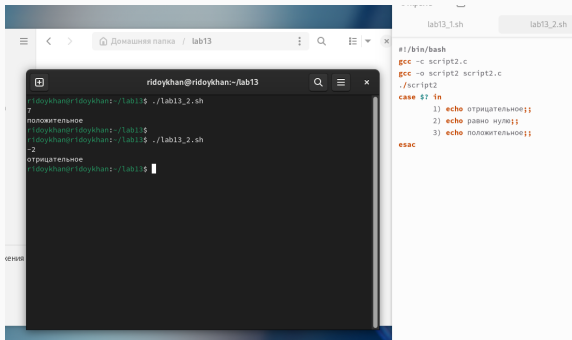 Домашняя папка / lab13
lab13_1.sh
lab13_2.sh
ridoykhan@ridoykhan:~/lab13
ridoykhan@ridoykhan:~/lab13$ ./lab13_2.sh
7
положительное
ridoykhan@ridoykhan:~/lab13$
ridoykhan@ridoykhan:~/lab13$ ./lab13_2.sh
-2
отрицательное
ridoykhan@ridoykhan:~/lab13$
#!/bin/bash
gcc -c script2.c
gcc -o script2 script2.c
./script2
case $? in
1) echo отрицательное;;
2) echo равно нулю;;
3) echo положительное;;
esac